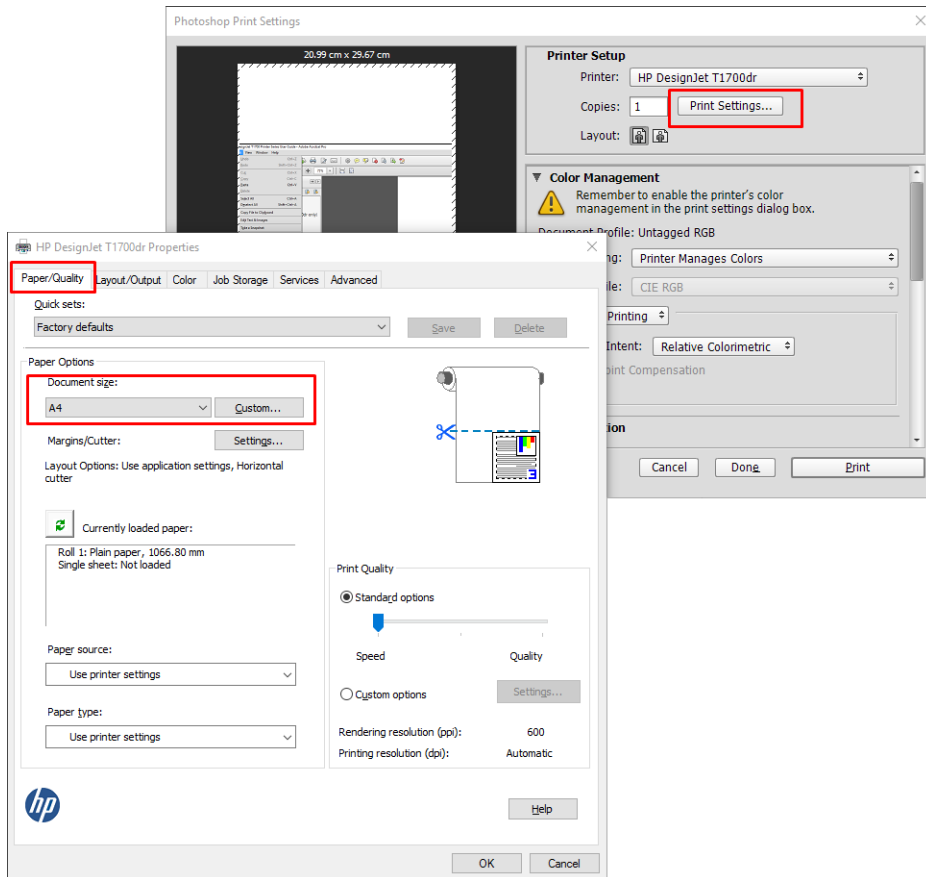 Photoshop Print Settings
20.99 cm x 29.67 cm
Printer Setup
Printer: HP DesignJet T1700dr
Copies: 1 Print Settings...
Layout:
Color Management
Remember to enable the printer's color
management in the print settings dialog box.
Document Profile: Untagged RGB
ng: Printer Manages Colors
ile: CIE RGB
Printing
Intent: Relative Colorimetric
oint Compensation
ion
Cancel Done Print
HP DesignJet T1700dr Properties
Paper/Quality Layout/Output Color Job Storage Services Advanced
Quick sets:
Factory defaults Save Delete
Paper Options
Document size:
A4 Custom...
Margins/Cutter: Settings...
Layout Options: Use application settings, Horizontal
cutter
Currently loaded paper:
Roll 1: Plain paper, 1066.80 mm
Single sheet: Not loaded
Paper source:
Use printer settings
Paper type:
Use printer settings
3
Print Quality
Standard options
Speed Quality
Custom options Settings...
Rendering resolution (ppi): 600
Printing resolution (dpi): Automatic
hp
Help
OK Cancel